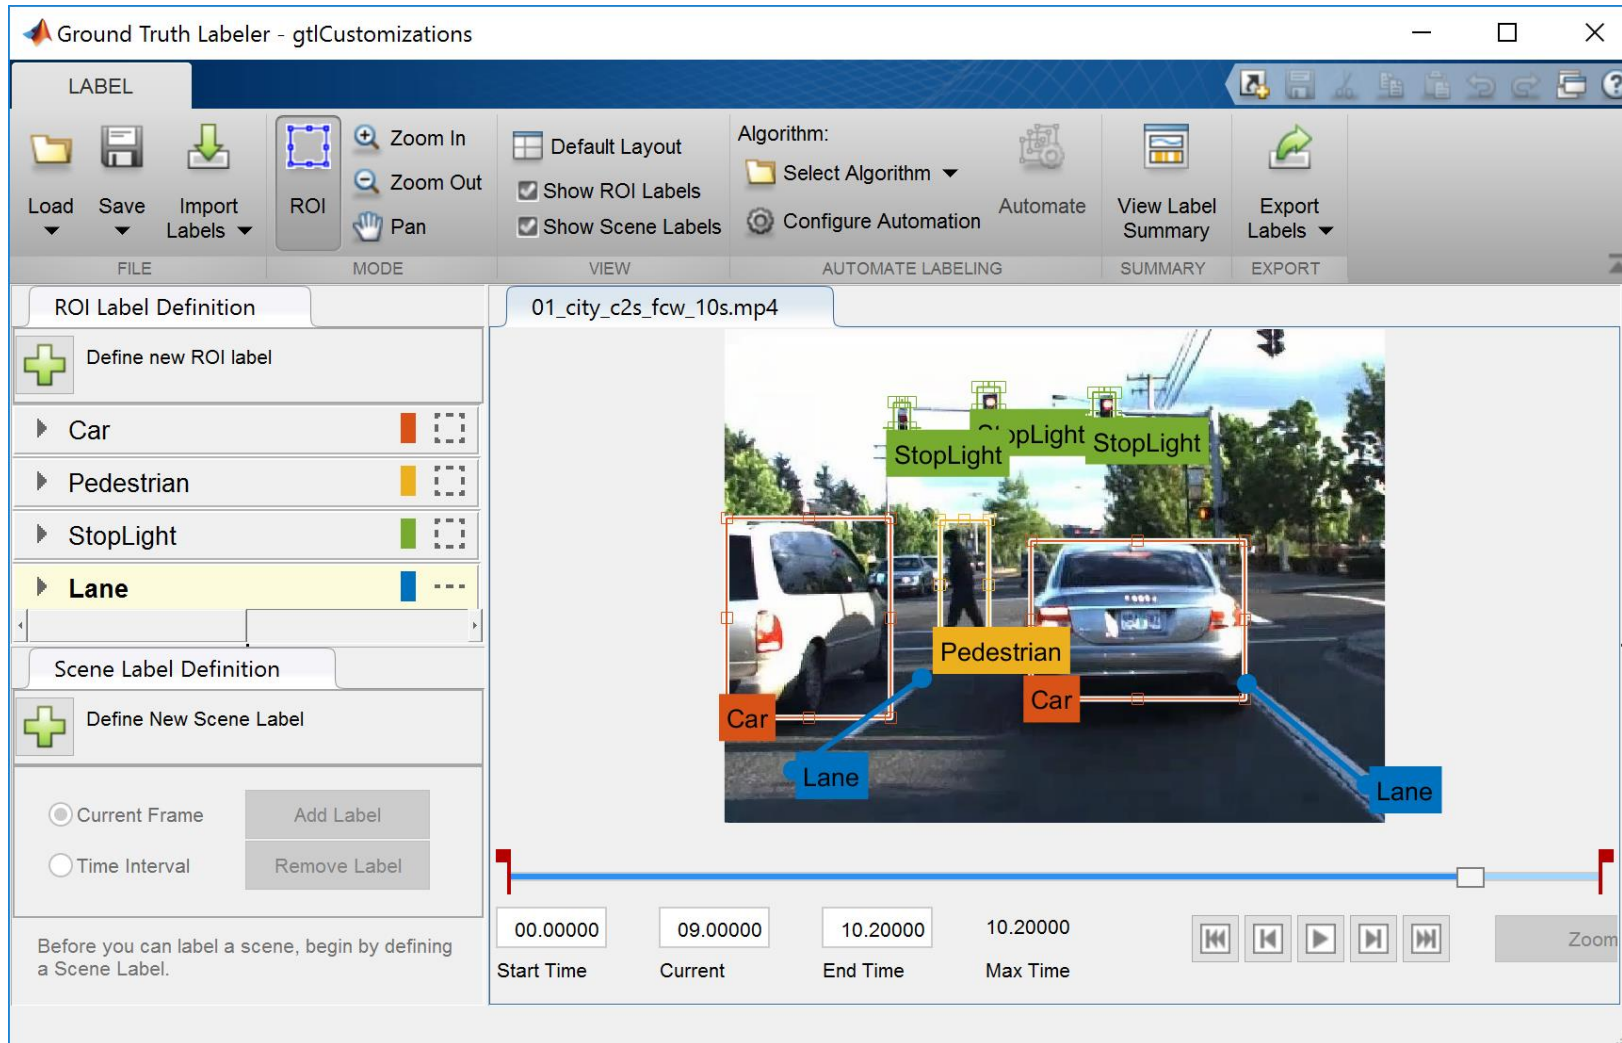 Ground Truth Labeler - gtlCustomizations
LABEL
Load
Save
Import
Labels
FILE
ROI
Zoom In
Zoom Out
Pan
MODE
Default Layout
Show ROI Labels
Show Scene Labels
VIEW
Algorithm:
Select Algorithm
Configure Automation
Automate
AUTOMATE LABELING
View Label
Summary
SUMMARY
Export
Labels
EXPORT
ROI Label Definition
Define new ROI label
Car
Pedestrian
StopLight
Lane
Scene Label Definition
Define New Scene Label
Current Frame
Add Label
Time Interval
Remove Label
Before you can label a scene, begin by defining
a Scene Label.
01_city_c2s_fcw_10s.mp4
StopLight
StopLight
StopLight
Pedestrian
Car
Car
Lane
Lane
00.00000
09.00000
10.20000
10.20000
Start Time
Current
End Time
Max Time
Zoom